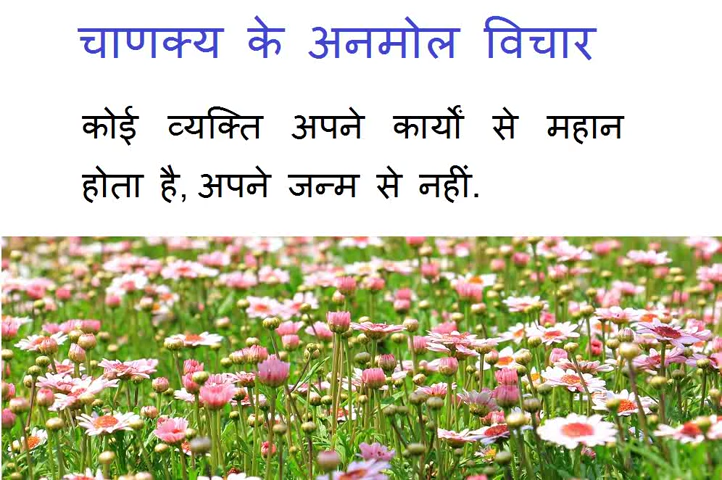 चाणक्य के अनमोल विचार
कोई व्यक्ति अपने कार्यों से महान
होता है, अपने जन्म से नहीं.